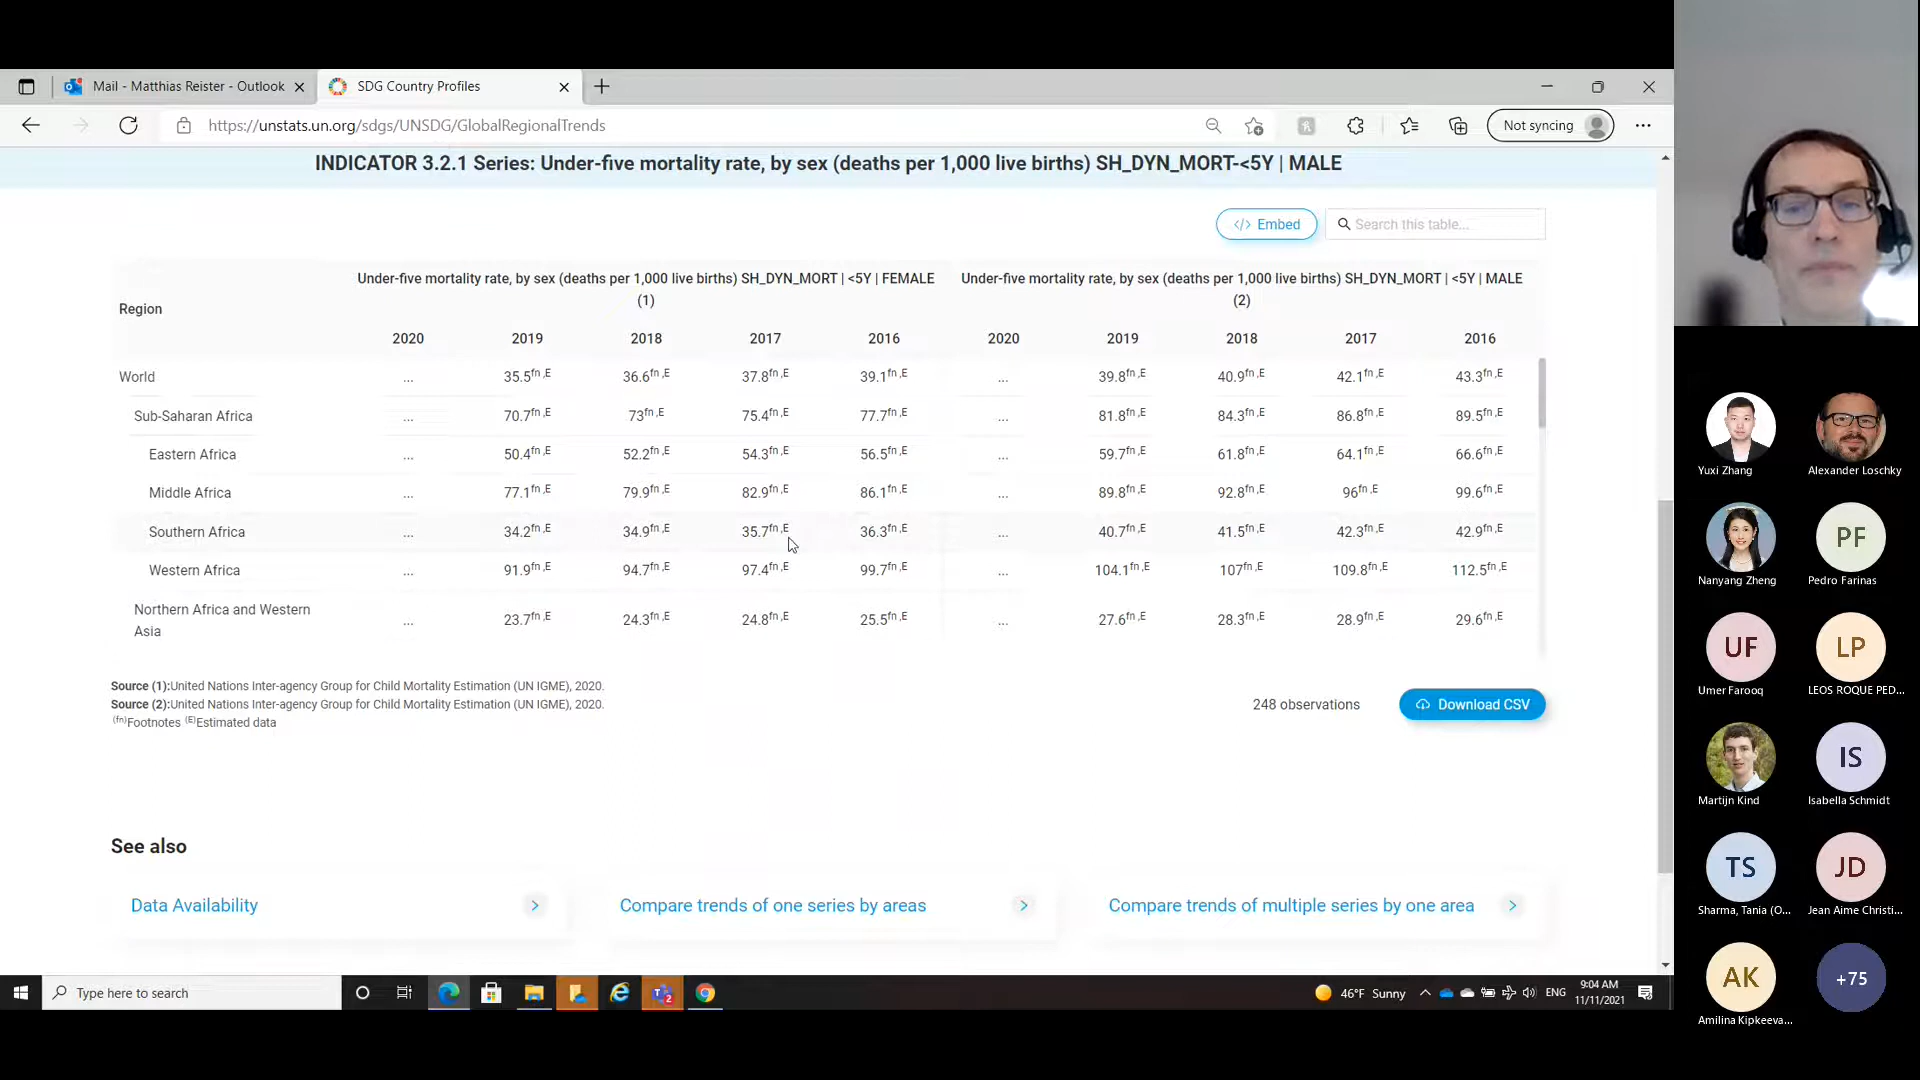 Mail - Matthias Reister - Outlook
SDG Country Profiles
https://unstats.un.org/sdgs/UNSDG/GlobalRegionalTrends
Not syncing
INDICATOR 3.2.1 Series: Under-five mortality rate, by sex (deaths per 1,000 live births) SH_DYN_MORT-<5Y | MALE
</> Embed
Search this table...
Region
Under-five mortality rate, by sex (deaths per 1,000 live births) SH_DYN_MORT | <5Y | FEMALE
(1)
Under-five mortality rate, by sex (deaths per 1,000 live births) SH_DYN_MORT | <5Y | MALE
(2)
2020 2019 2018 2017 2016 2020 2019 2018 2017 2016
World ... 35.5fn,E 36.6fn,E 37.8fn,E 39.1fn,E ... 39.8fn,E 40.9fn,E 42.1fn,E 43.3fn,E
Sub-Saharan Africa ... 70.7fn,E 73fn,E 75.4fn,E 77.7fn,E ... 81.8fn,E 84.3fn,E 86.8fn,E 89.5fn,E
Eastern Africa ... 50.4fn,E 52.2fn,E 54.3fn,E 56.5fn,E ... 59.7fn,E 61.8fn,E 64.1fn,E 66.6fn,E
Middle Africa ... 77.1fn,E 79.9fn,E 82.9fn,E 86.1fn,E ... 89.8fn,E 92.8fn,E 96fn,E 99.6fn,E
Southern Africa ... 34.2fn,E 34.9fn,E 35.7fn,E 36.3fn,E ... 40.7fn,E 41.5fn,E 42.3fn,E 42.9fn,E
Western Africa ... 91.9fn,E 94.7fn,E 97.4fn,E 99.7fn,E ... 104.1fn,E 107fn,E 109.8fn,E 112.5fn,E
Northern Africa and Western
Asia ... 23.7fn,E 24.3fn,E 24.8fn,E 25.5fn,E ... 27.6fn,E 28.3fn,E 28.9fn,E 29.6fn,E
Source (1):United Nations Inter-agency Group for Child Mortality Estimation (UN IGME), 2020.
Source (2):United Nations Inter-agency Group for Child Mortality Estimation (UN IGME), 2020.
(fn)Footnotes (E)Estimated data
248 observations
Download CSV
See also
Data Availability
Compare trends of one series by areas
Compare trends of multiple series by one area
Type here to search
46°F Sunny
ENG
9:04 AM
11/11/2021
Yuxi Zhang
Alexander Loschky
Nanyang Zheng
PF
Pedro Farinas
UF
Umer Farooq
LP
LEOS ROQUE PED...
Martijn Kind
IS
Isabella Schmidt
TS
Sharma, Tania (O...
JD
Jean Aime Christi...
AK
Amilina Kipkeeva...
+75